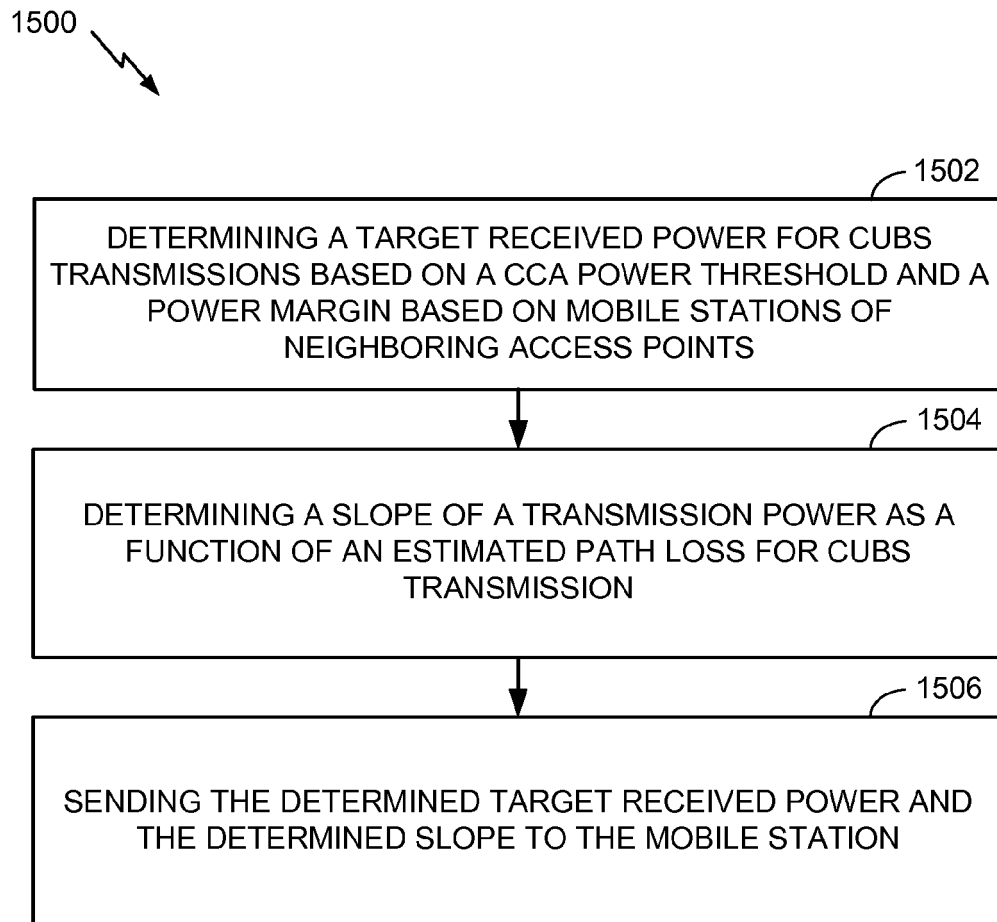 1500
1502
DETERMINING A TARGET RECEIVED POWER FOR CUBS
TRANSMISSIONS BASED ON A CCA POWER THRESHOLD AND A
POWER MARGIN BASED ON MOBILE STATIONS OF
NEIGHBORING ACCESS POINTS
1504
DETERMINING A SLOPE OF A TRANSMISSION POWER AS A
FUNCTION OF AN ESTIMATED PATH LOSS FOR CUBS
TRANSMISSION
1506
SENDING THE DETERMINED TARGET RECEIVED POWER AND
THE DETERMINED SLOPE TO THE MOBILE STATION